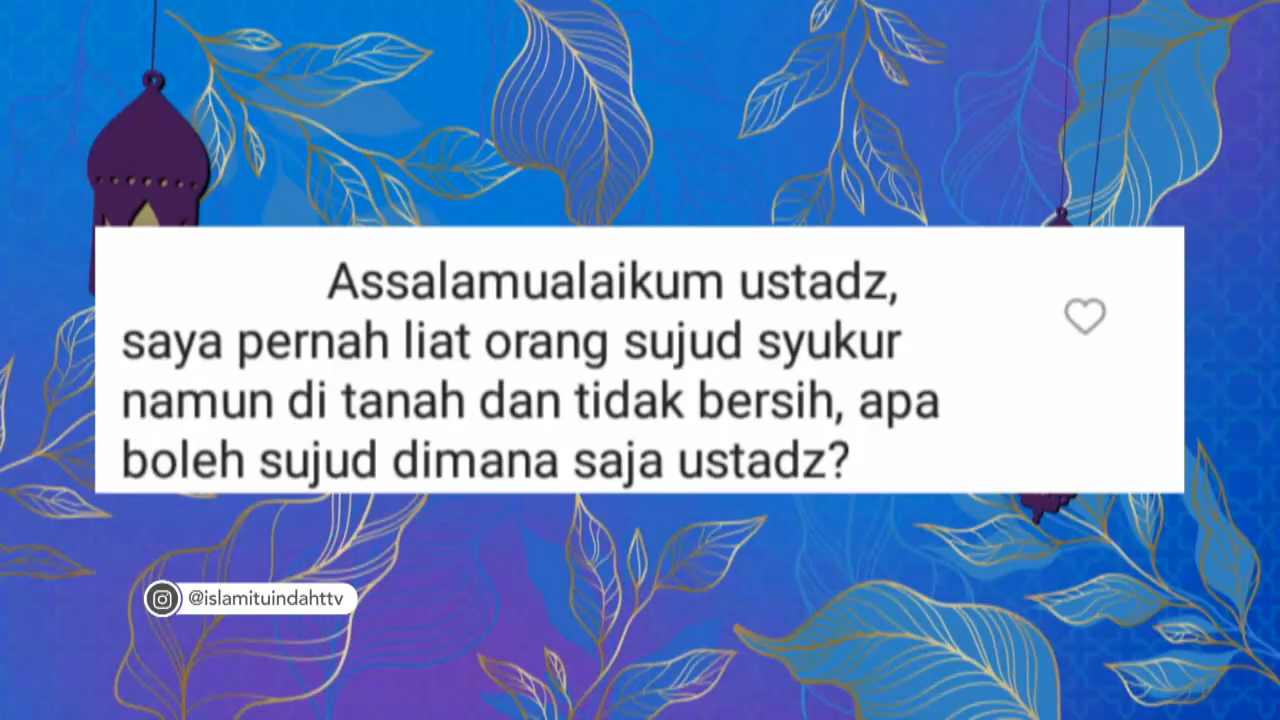 Assalamualaikum ustadz,
saya pernah liat orang sujud syukur
namun di tanah dan tidak bersih, apa
boleh sujud dimana saja ustadz?
@islamituindahttv